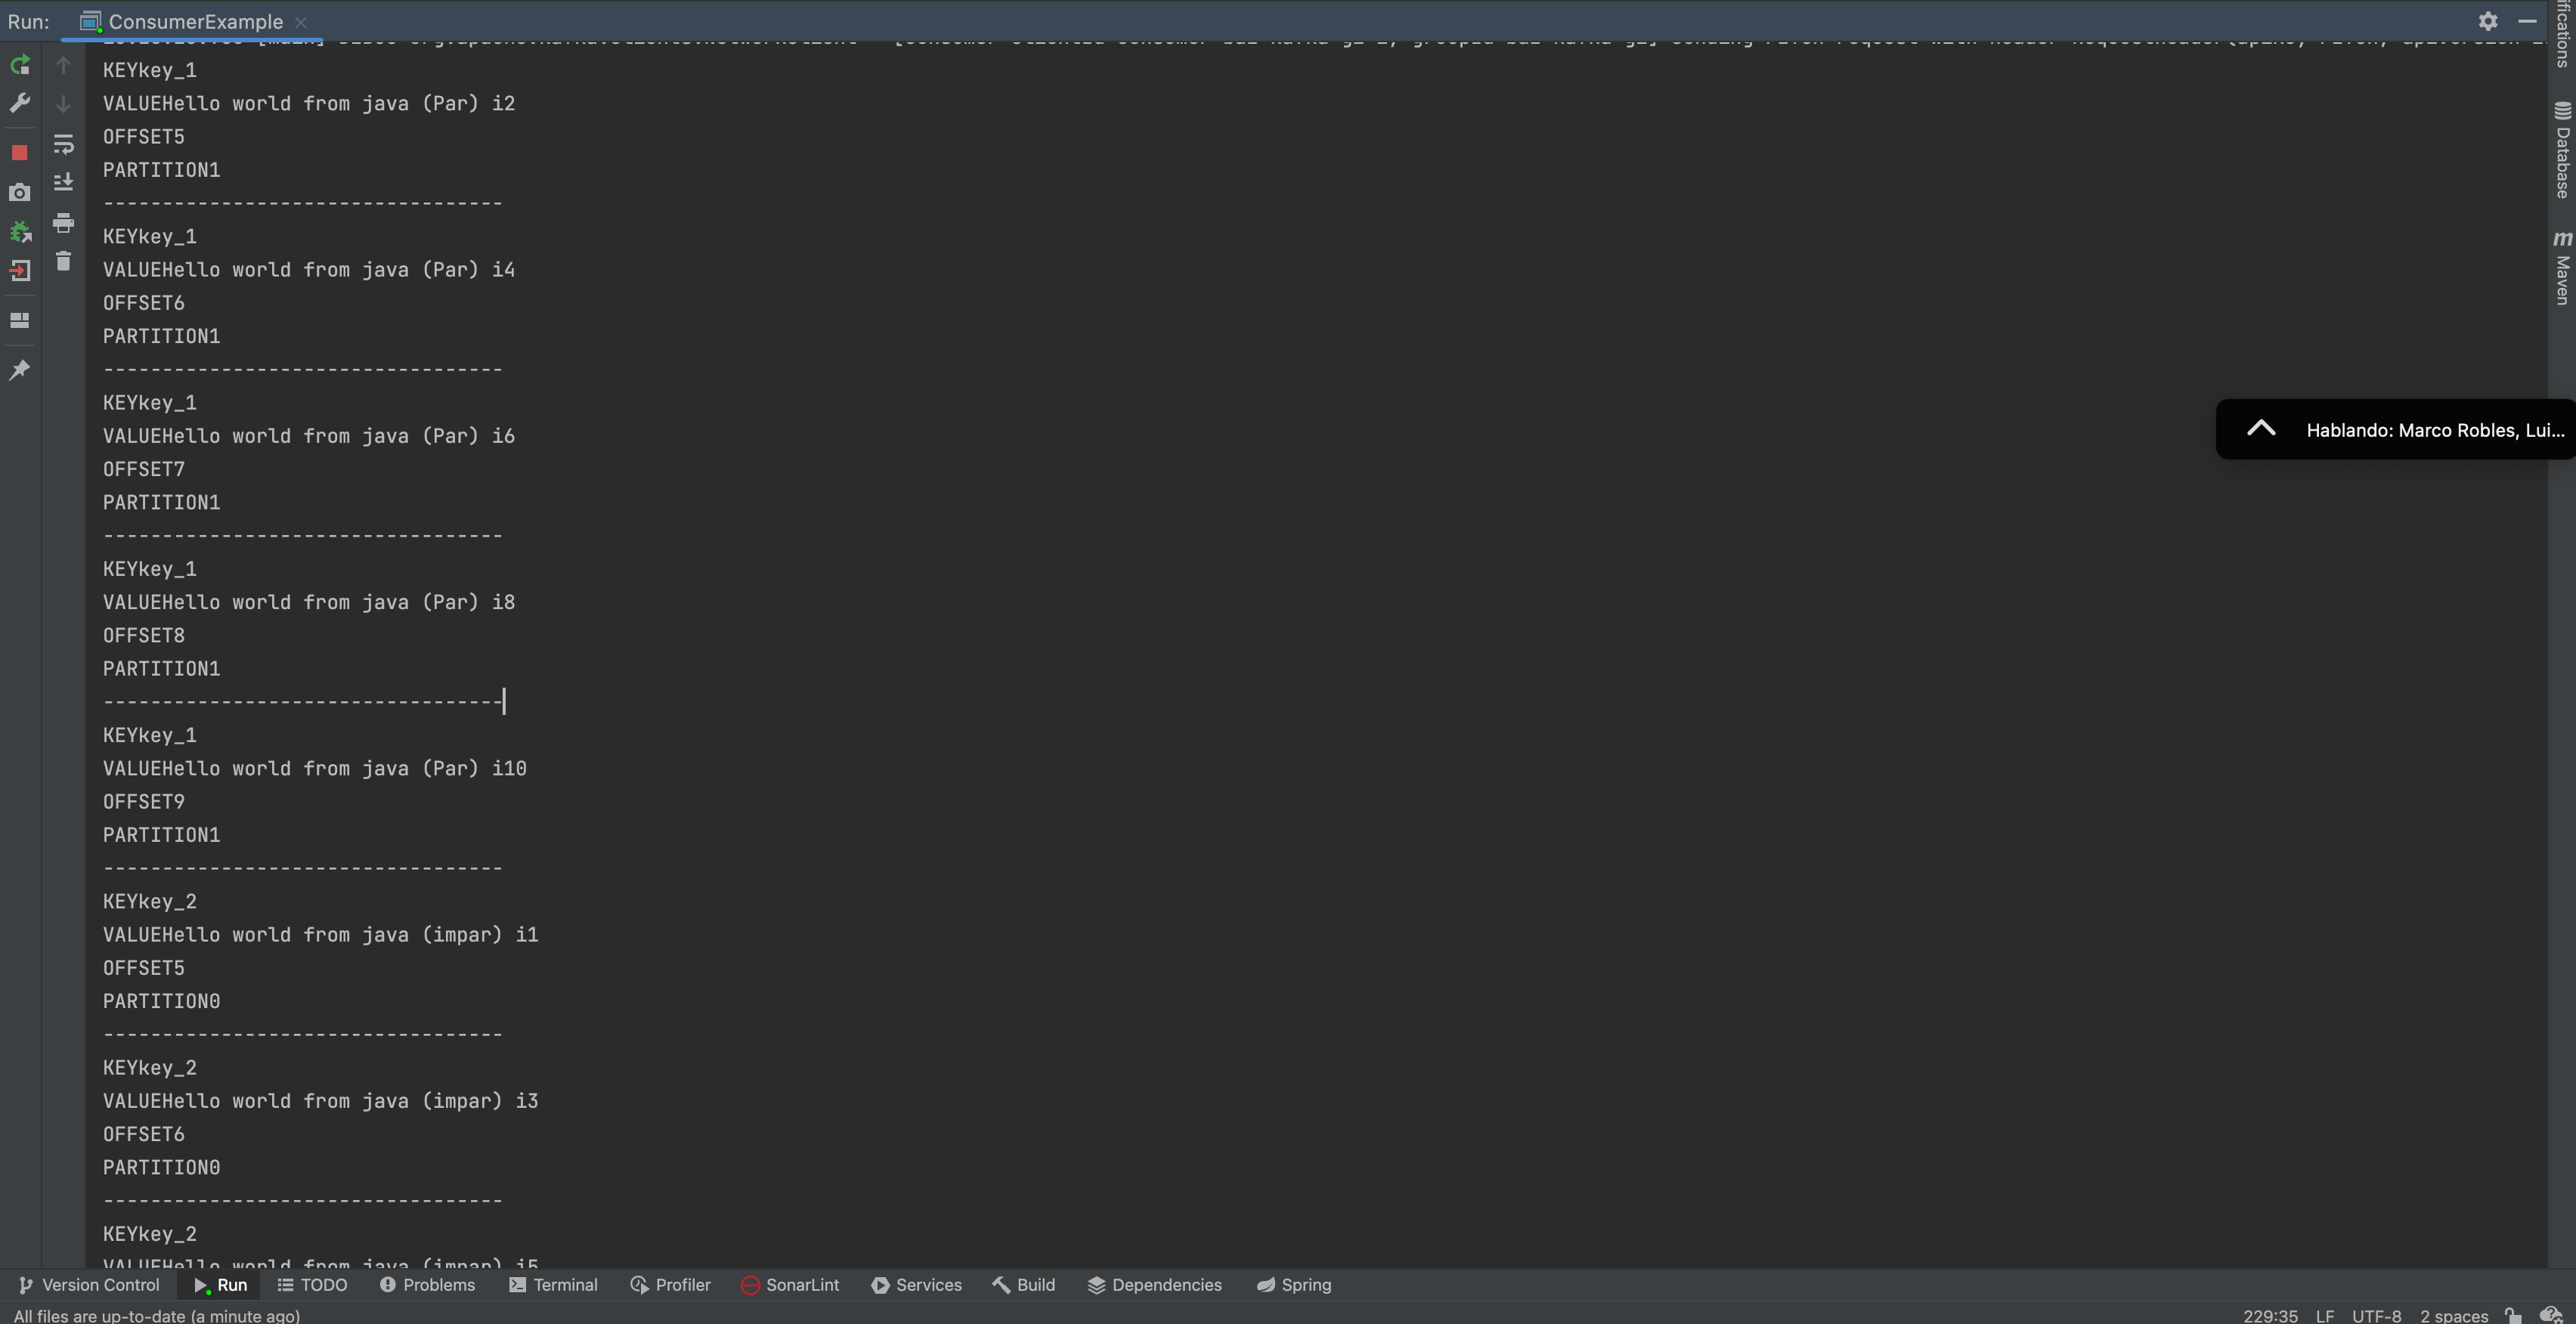 Run: ConsumerExample
KEYkey_1
VALUEHello world from java (Par) i2
OFFSET5
PARTITION1
----------------------------------
KEYkey_1
VALUEHello world from java (Par) i4
OFFSET6
PARTITION1
----------------------------------
KEYkey_1
VALUEHello world from java (Par) i6
OFFSET7
PARTITION1
----------------------------------
KEYkey_1
VALUEHello world from java (Par) i8
OFFSET8
PARTITION1
----------------------------------
KEYkey_1
VALUEHello world from java (Par) i10
OFFSET9
PARTITION1
----------------------------------
KEYkey_2
VALUEHello world from java (impar) i1
OFFSET5
PARTITION0
----------------------------------
KEYkey_2
VALUEHello world from java (impar) i3
OFFSET6
PARTITION0
----------------------------------
KEYkey_2
VALUEHello world from java (impar) i5
Database
m Maven
Hablando: Marco Robles, Lui...
Version Control Run TODO Problems Terminal Profiler SonarLint Services Build Dependencies Spring
All files are up-to-date (a minute ago) 229:35 LF UTF-8 2 spaces